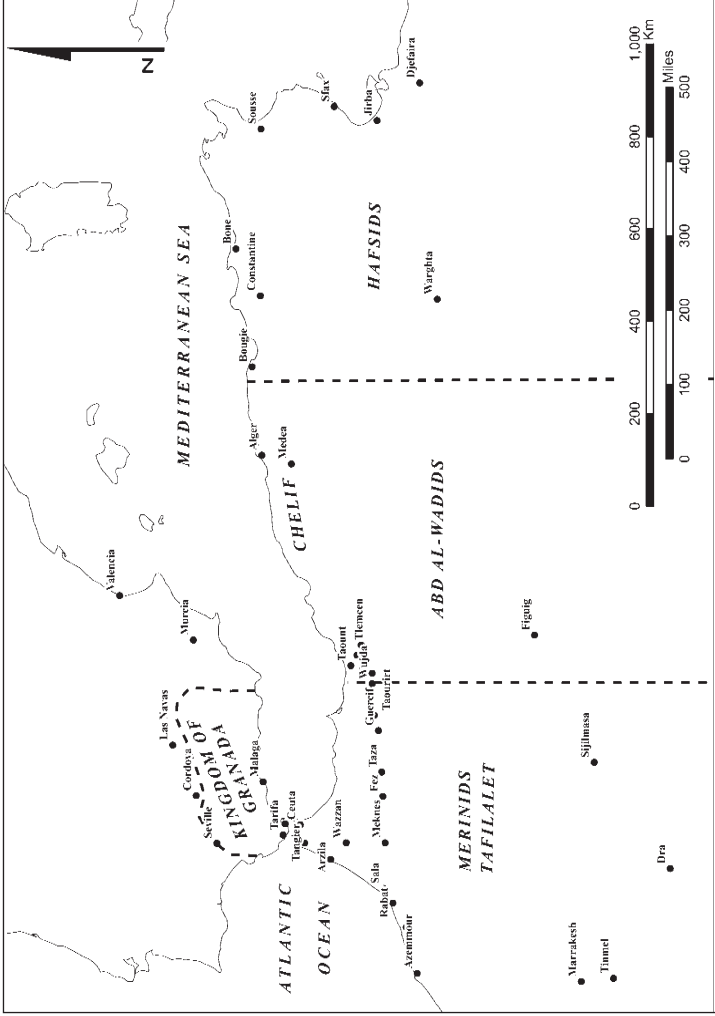 N
MEDITERRANEAN SEA
ATLANTIC
OCEAN
Valencia
Murcia
Las Navas
Cordova
Seville
KINGDOM OF
GRANADA
Malaga
Tarifa
Ceuta
Tangier
Arzila
Wazzan
Meknes
Fez
Taza
Guercif
Taourirt
Wujda
Taount
Tlemcen
Sala
Rabat
Azemmour
Marrakesh
Tinmel
Dra
Sijilmasa
Figuig
MERINIDS
TAFILALET
ABD AL-WADIDS
CHELIF
Alger
Medea
Bougie
Constantine
Bone
HAFSIDS
Warghta
Sousse
Sfax
Jirba
Djefaira
0 200 400 600 800 1,000
Km
0 100 200 300 400 500
Miles